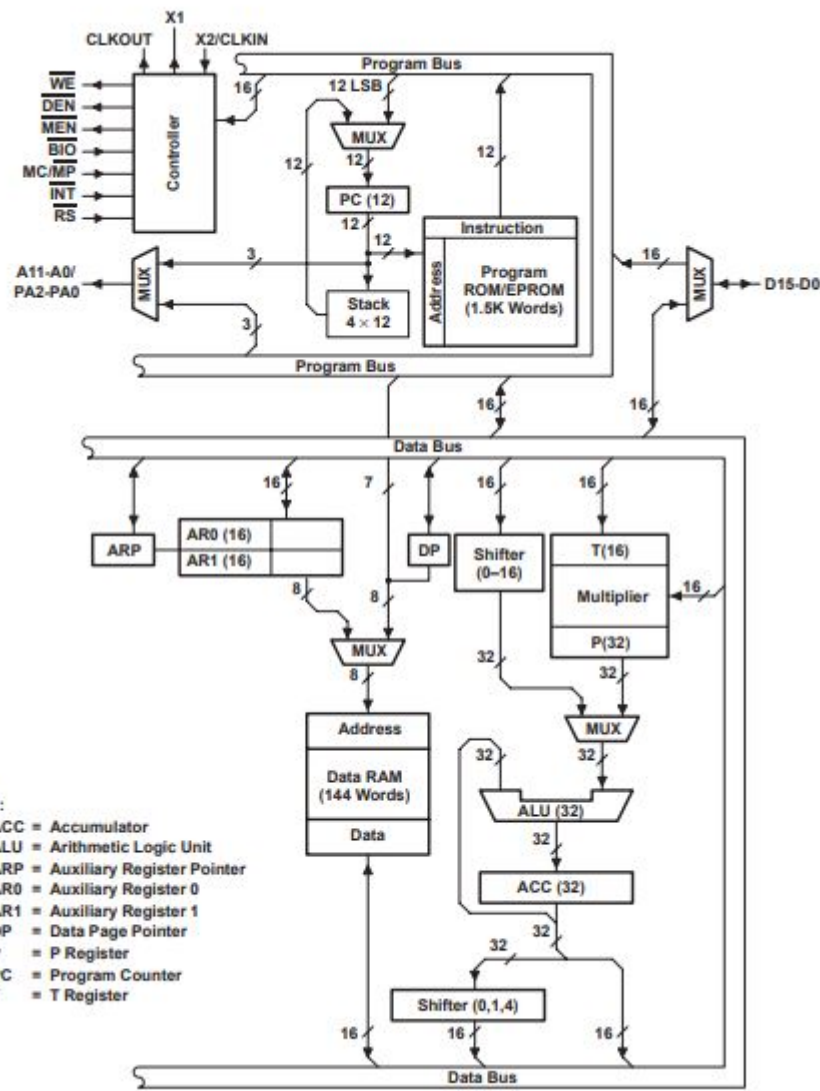 X1
CLKOUT X2/CLKIN
WE
DEN
MEN
BIO
MC/MP
INT
RS
Controller
Program Bus
16
12 LSB
MUX
12
12
PC (12)
12
12
12
Stack
4 × 12
Instruction
Address
Program
ROM/EPROM
(1.5K Words)
A11-A0/
PA2-PA0
MUX
3
3
16
MUX
D15-D0
Program Bus
16
16
Data Bus
16
7
16
16
ARP
AR0 (16)
AR1 (16)
DP
Shifter
(0–16)
T(16)
Multiplier
P(32)
16
8
8
MUX
8
32
32
MUX
Address
Data RAM
(144 Words)
Data
32
32
ALU (32)
32
ACC (32)
32
32
Shifter (0,1,4)
16
16
16
Data Bus
:
ACC = Accumulator
ALU = Arithmetic Logic Unit
ARP = Auxiliary Register Pointer
AR0 = Auxiliary Register 0
AR1 = Auxiliary Register 1
DP = Data Page Pointer
= P Register
PC = Program Counter
= T Register